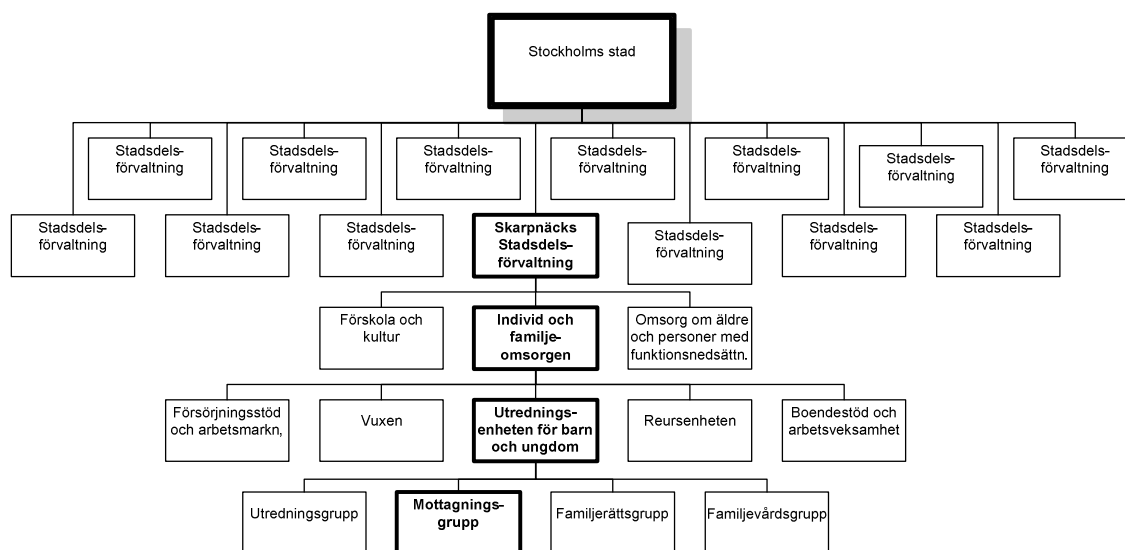 Stockholms stad
Stadsdels-
förvaltning
Stadsdels-
förvaltning
Stadsdels-
förvaltning
Stadsdels-
förvaltning
Stadsdels-
förvaltning
Stadsdels-
förvaltning
Stadsdels-
förvaltning
Stadsdels-
förvaltning
Stadsdels-
förvaltning
Stadsdels-
förvaltning
Skarpnäcks
Stadsdels-
förvaltning
Stadsdels-
förvaltning
Stadsdels-
förvaltning
Stadsdels-
förvaltning
Förskola och
kultur
Individ och
familje-
omsorgen
Omsorg om äldre
och personer med
funktionsnedsättn.
Försörjningsstöd
och arbetsmarkn,
Vuxen
Utrednings-
enheten för barn
och ungdom
Reursenheten
Boendestöd och
arbetsveksamhet
Utredningsgrupp
Mottagnings-
grupp
Familjerättsgrupp
Familjevårdsgrupp